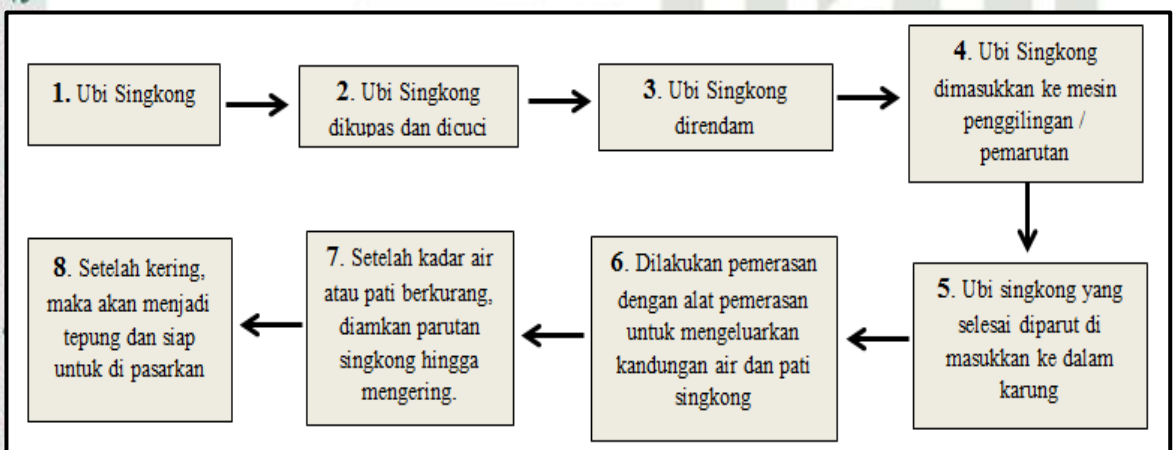 1. Ubi Singkong
2. Ubi Singkong
dikupas dan dicuci
3. Ubi Singkong
direndam
4. Ubi Singkong
dimasukkan ke mesin
penggilingan /
pemarutan
5. Ubi singkong yang
selesai diparut di
masukkan ke dalam
karung
6. Dilakukan pemerasan
dengan alat pemerasan
untuk mengeluarkan
kandungan air dan pati
singkong
7. Setelah kadar air
atau pati berkurang,
diamkan parutan
singkong hingga
mengering.
8. Setelah kering,
maka akan menjadi
tepung dan siap
untuk di pasarkan